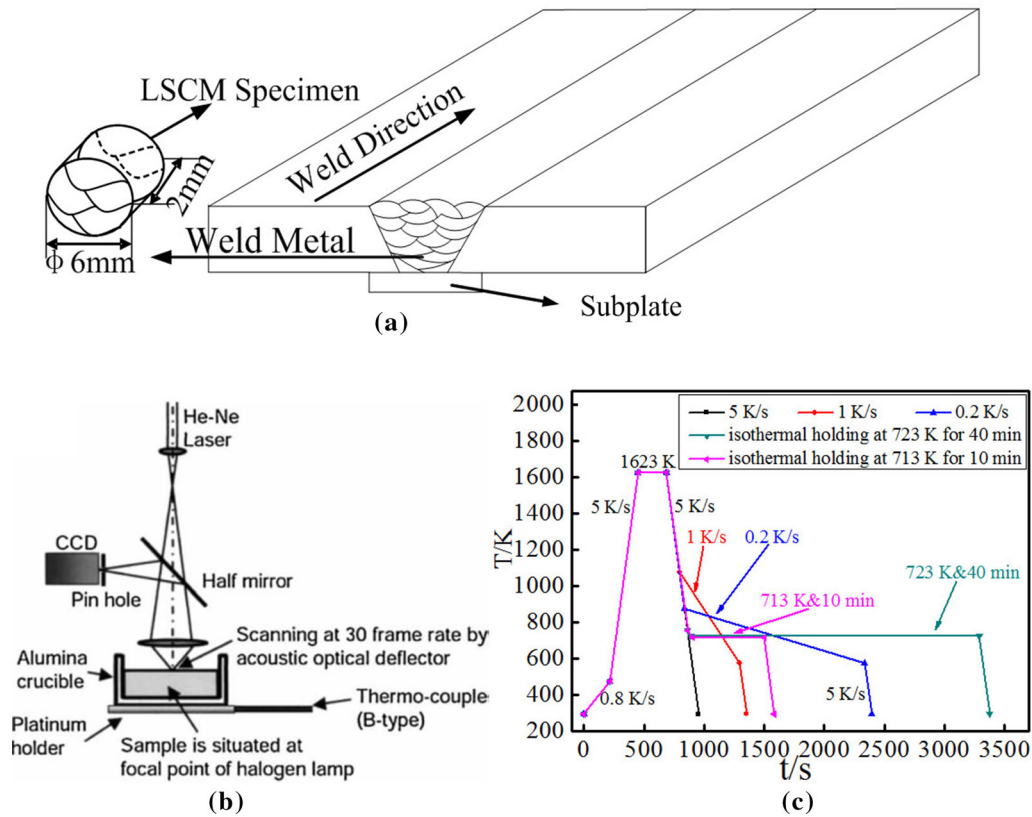 LSCM Specimen
Weld Direction
2mm
Weld Metal
ϕ 6mm
Subplate
(a)
He-Ne
Laser
CCD
Pin hole
Half mirror
Scanning at 30 frame rate by
acoustic optical deflector
Alumina
crucible
Thermo-couple
(B-type)
Platinum
holder
Sample is situated at
focal point of halogen lamp
(b)
2000
1800
1600
1400
1200
1000
800
600
400
200
T/K
5 K/s 1 K/s 0.2 K/s
isothermal holding at 723 K for 40 min
isothermal holding at 713 K for 10 min
1623 K
5 K/s
5 K/s
1 K/s
0.2 K/s
723 K&40 min
713 K&10 min
0.8 K/s
5 K/s
0 500 1000 1500 2000 2500 3000 3500
t/s
(c)